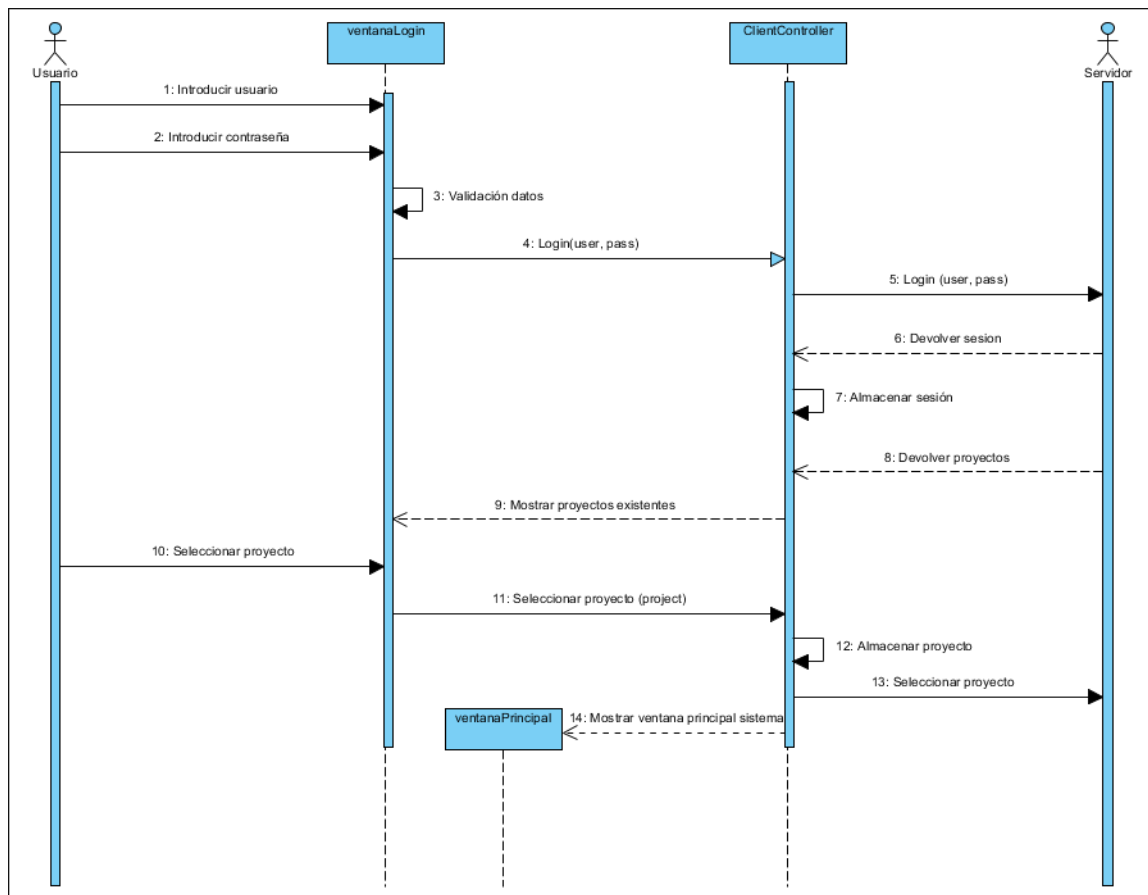 ventanaLogin
ClientController
Usuario
Servidor
1: Introducir usuario
2: Introducir contraseña
3: Validación datos
4: Login(user, pass)
5: Login (user, pass)
6: Devolver sesion
7: Almacenar sesión
8: Devolver proyectos
9: Mostrar proyectos existentes
10: Seleccionar proyecto
11: Seleccionar proyecto (project)
12: Almacenar proyecto
13: Seleccionar proyecto
ventanaPrincipal
14: Mostrar ventana principal sistema